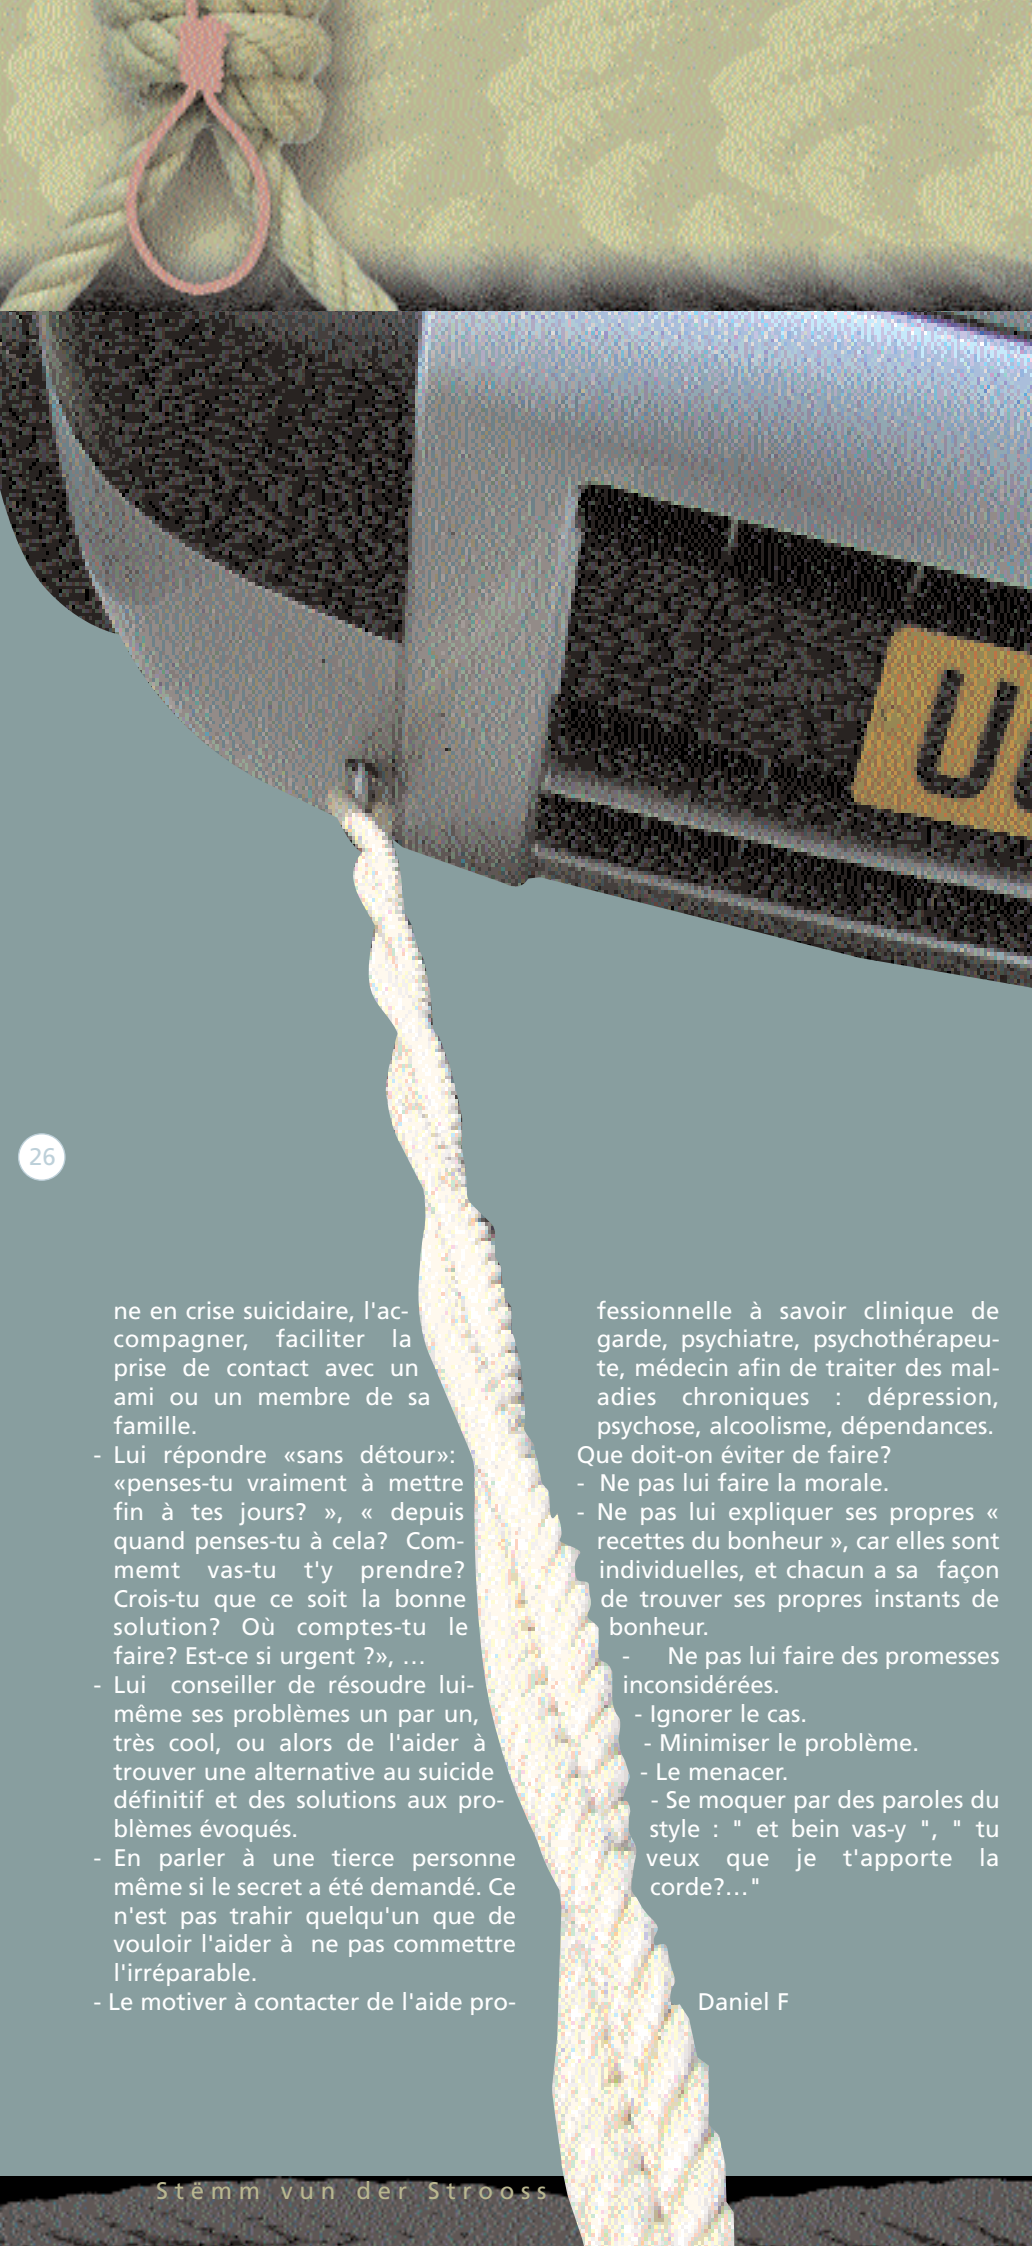 U
26
ne en crise suicidaire, l'ac-
compagner, faciliter la
prise de contact avec un
ami ou un membre de sa
famille.
- Lui répondre «sans détour»:
«penses-tu vraiment à mettre
fin à tes jours? », « depuis
quand penses-tu à cela? Com-
memt vas-tu t'y prendre?
Crois-tu que ce soit la bonne
solution? Où comptes-tu le
faire? Est-ce si urgent ?», …
- Lui conseiller de résoudre lui-
même ses problèmes un par un,
très cool, ou alors de l'aider à
trouver une alternative au suicide
définitif et des solutions aux pro-
blèmes évoqués.
- En parler à une tierce personne
même si le secret a été demandé. Ce
n'est pas trahir quelqu'un que de
vouloir l'aider à ne pas commettre
l'irréparable.
- Le motiver à contacter de l'aide pro-
fessionnelle à savoir clinique de
garde, psychiatre, psychothérapeu-
te, médecin afin de traiter des mal-
adies chroniques : dépression,
psychose, alcoolisme, dépendances.
Que doit-on éviter de faire?
- Ne pas lui faire la morale.
- Ne pas lui expliquer ses propres «
recettes du bonheur », car elles sont
individuelles, et chacun a sa façon
de trouver ses propres instants de
bonheur.
- Ne pas lui faire des promesses
inconsidérées.
- Ignorer le cas.
- Minimiser le problème.
- Le menacer.
- Se moquer par des paroles du
style : " et bein vas-y ", " tu
veux que je t'apporte la
corde?…"
Daniel F
Stëmm vun der Strooss